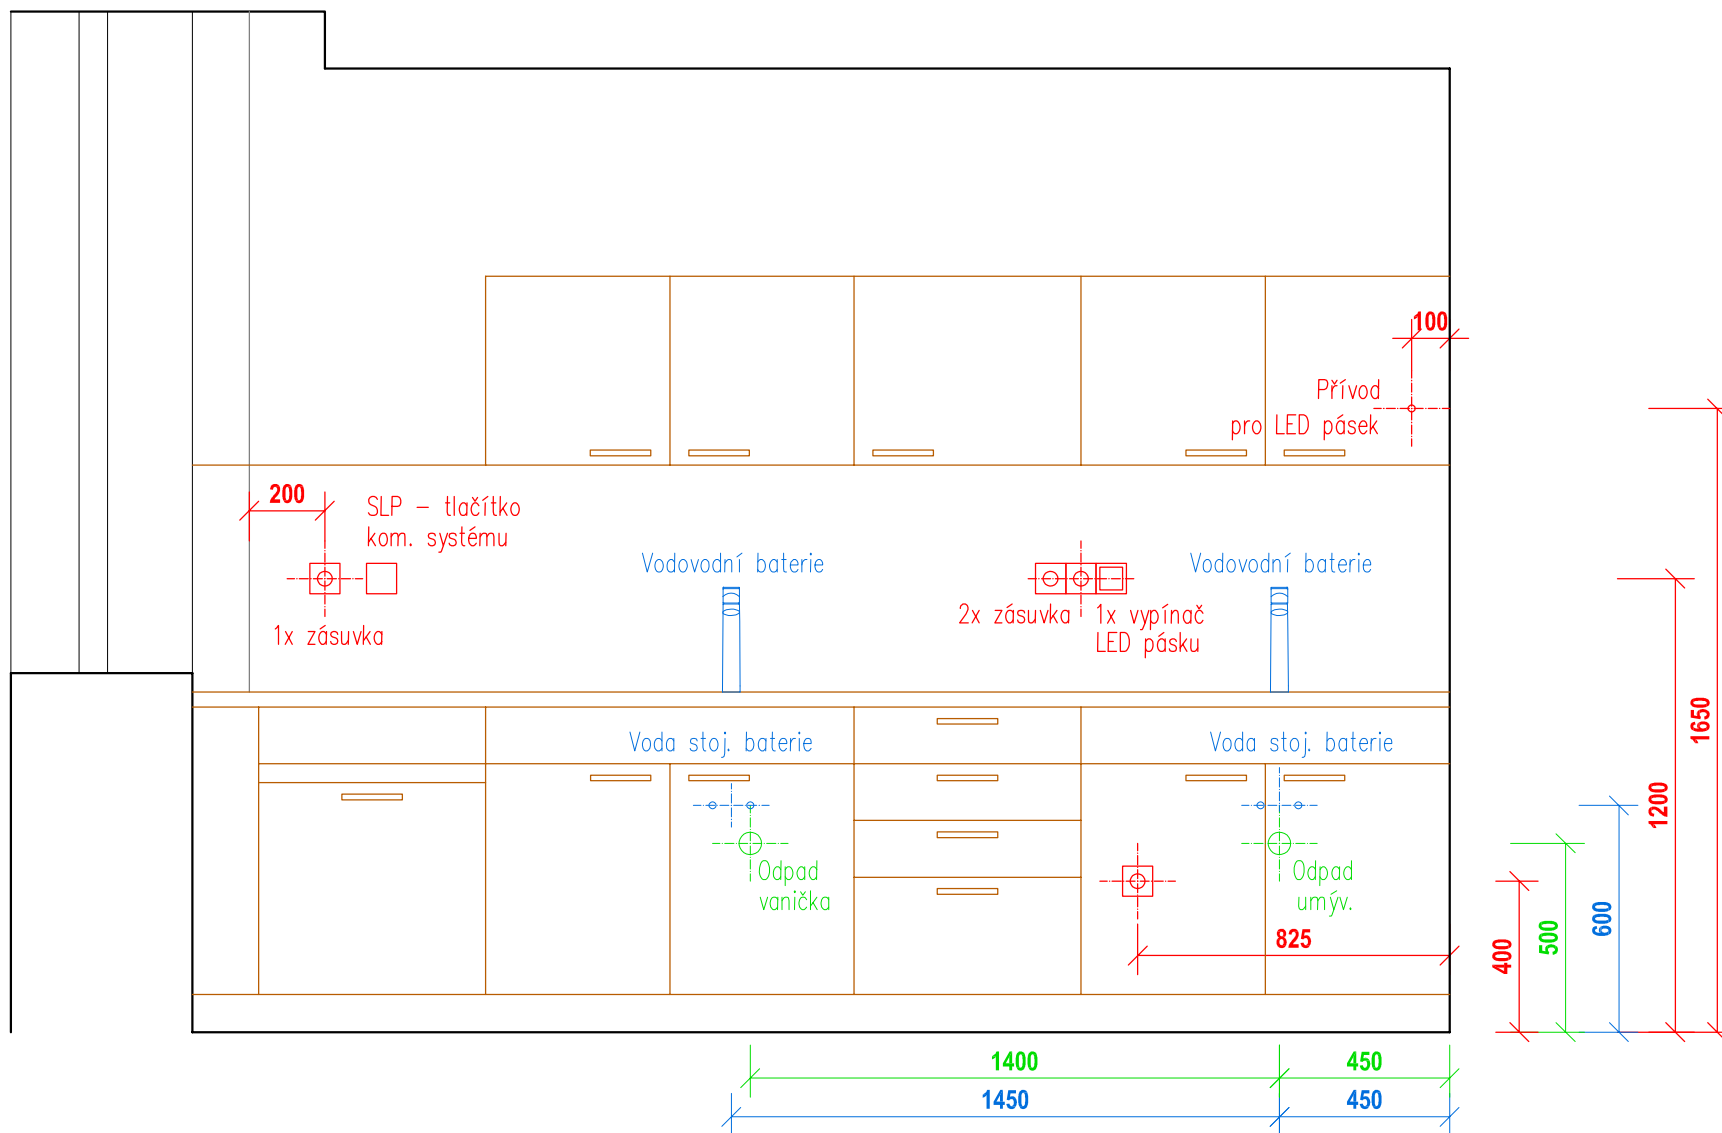 100
Přívod
pro LED pásek
200
SLP – tlačítko
kom. systému
1x zásuvka
Vodovodní baterie
2x zásuvka
1x vypínač
LED pásku
Vodovodní baterie
Voda stoj. baterie
Voda stoj. baterie
Odpad
vanička
Odpad
umýv.
825
400
500
600
1200
1650
1400
450
1450
450